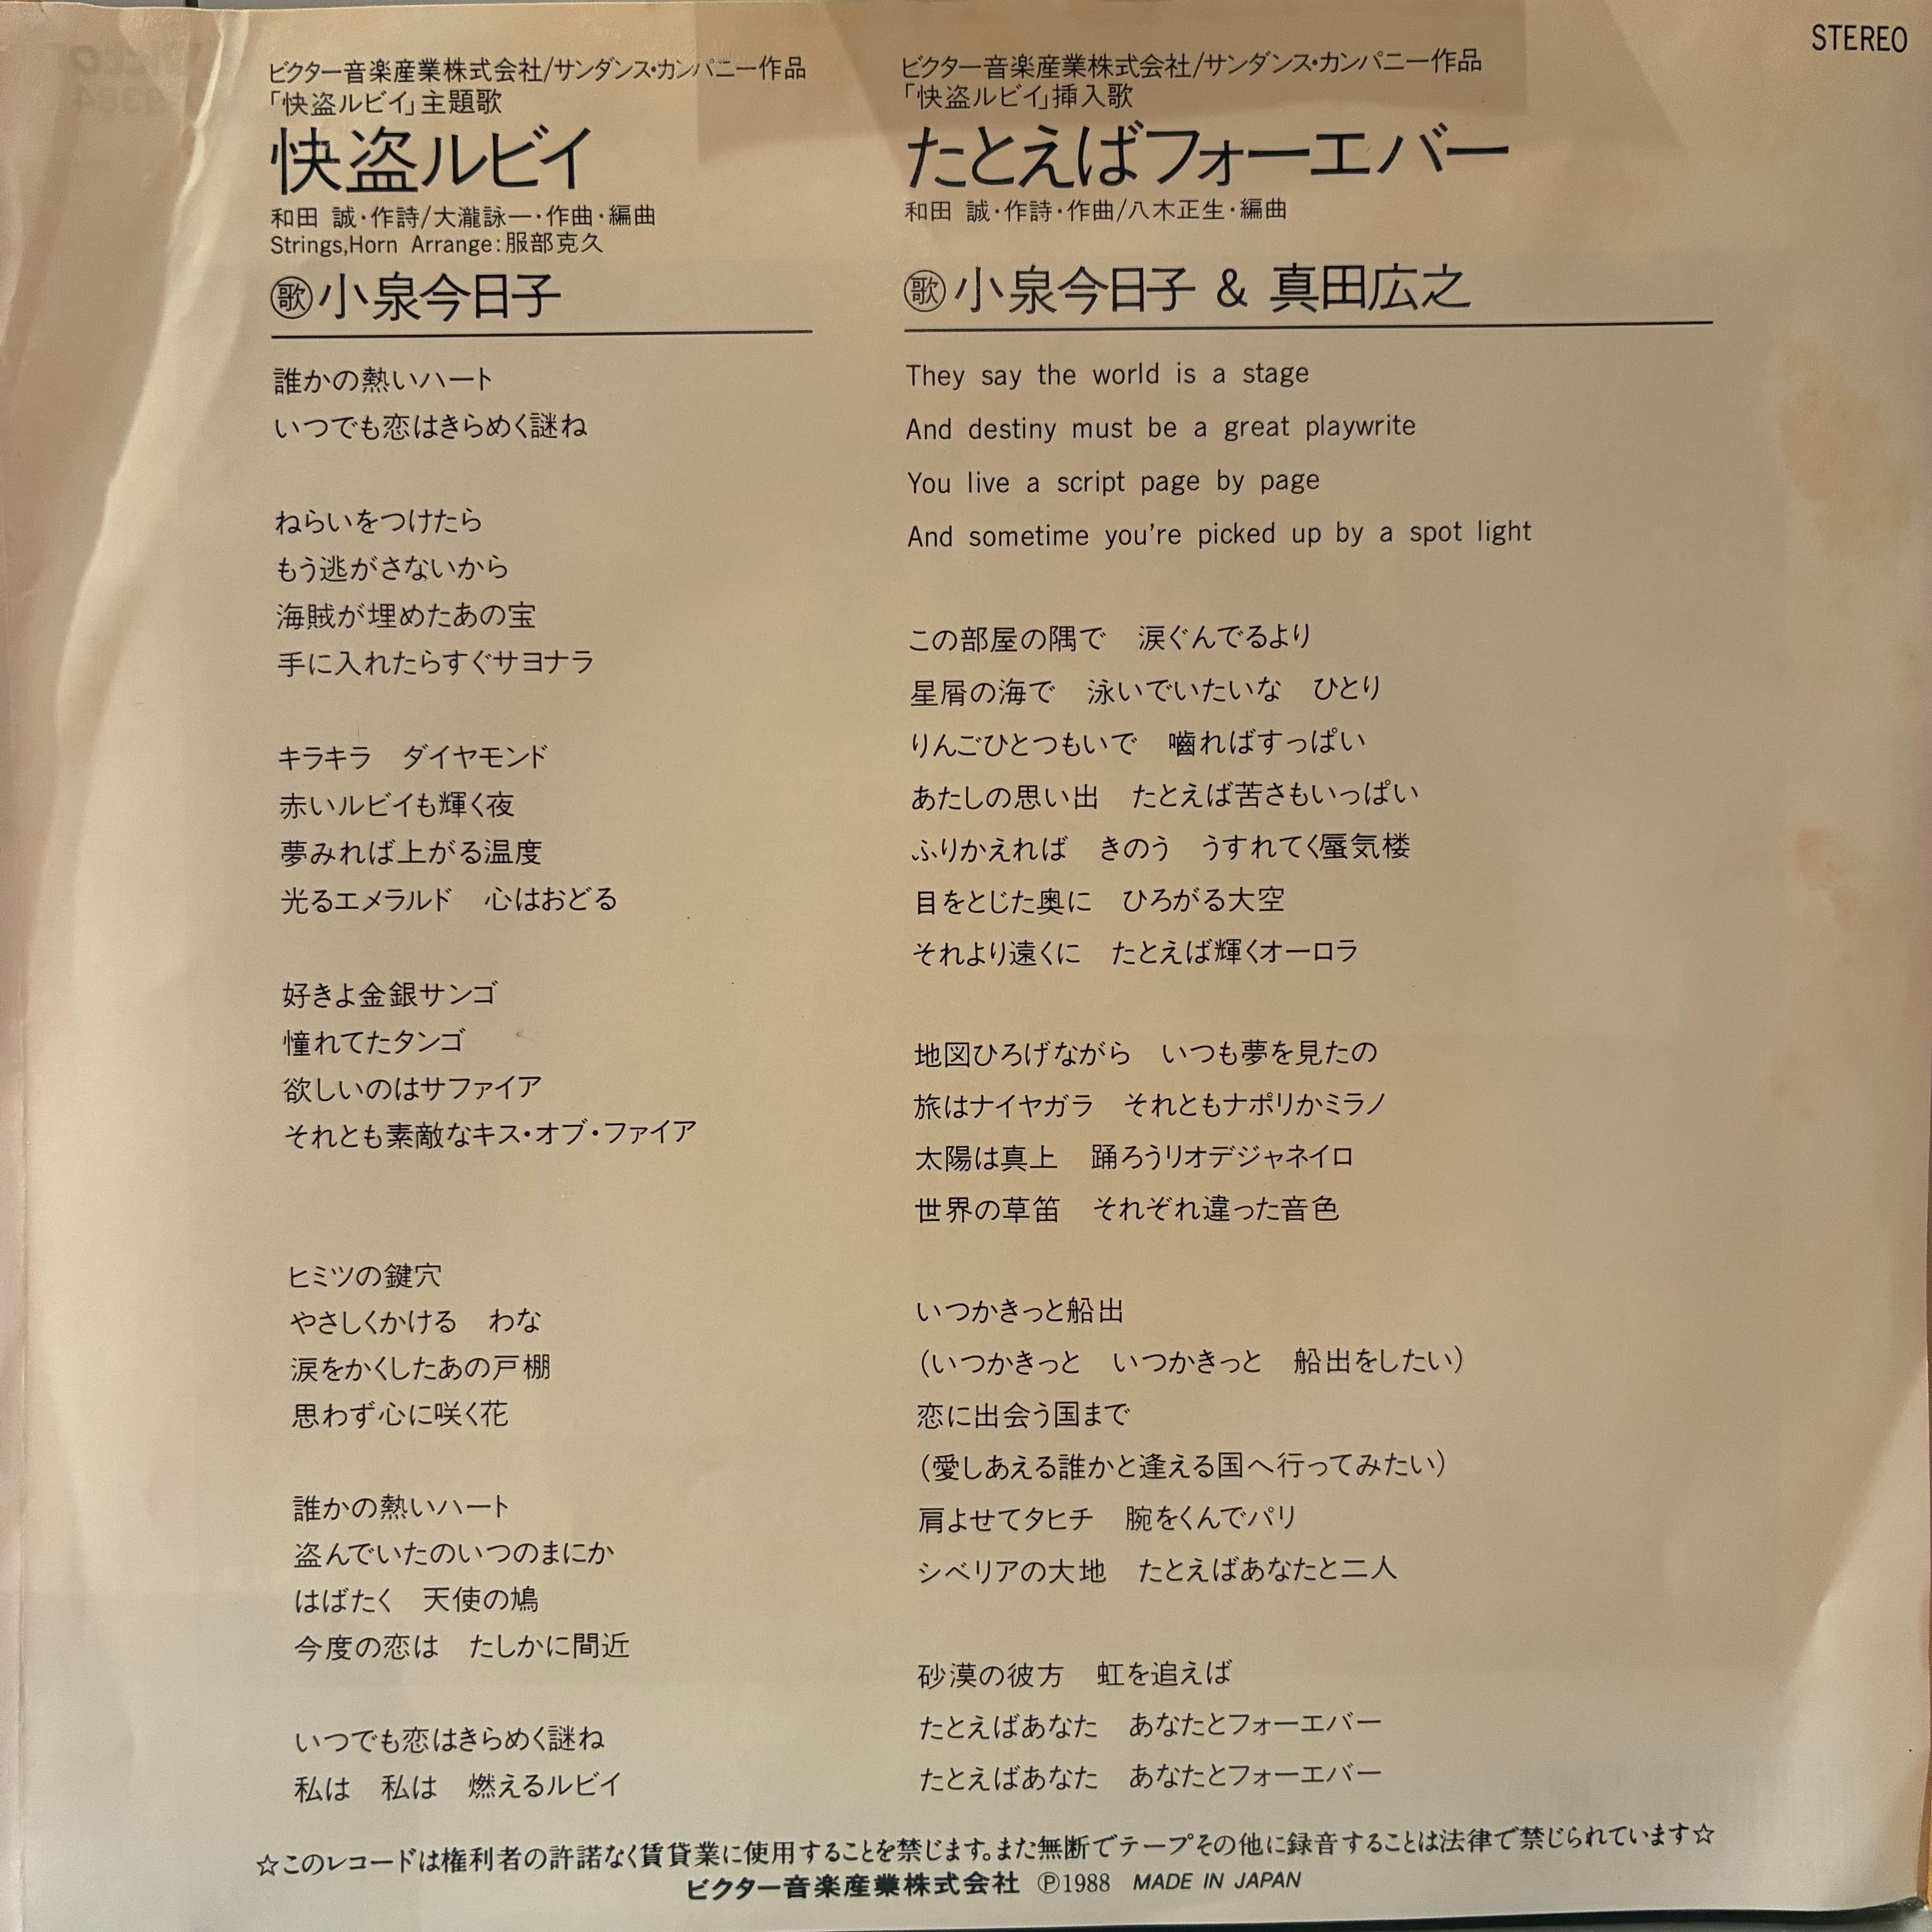 STEREO
ビクター音楽産業株式会社/サンダンス・カンパニー作品
「快盗ルビイ」主題歌
快盗ルビイ
和田 誠・作詩/大瀧詠一・作曲・編曲
Strings,Horn Arrange:服部克久
歌 小泉今日子
誰かの熱いハート
いつでも恋はきらめく謎ね
ねらいをつけたら
もう逃がさないから
海賊が埋めたあの宝
手に入れたらすぐサヨナラ
キラキラ ダイヤモンド
赤いルビイも輝く夜
夢みれば上がる温度
光るエメラルド 心はおどる
好きよ金銀サンゴ
憧れてたタンゴ
欲しいのはサファイア
それとも素敵なキス・オブ・ファイア
ヒミツの鍵穴
やさしくかける わな
涙をかくしたあの戸棚
思わず心に咲く花
誰かの熱いハート
盗んでいたのいつのまにか
はばたく 天使の鳩
今度の恋は たしかに間近
いつでも恋はきらめく謎ね
私は 私は 燃えるルビイ
ビクター音楽産業株式会社/サンダンス・カンパニー作品
「快盗ルビイ」挿入歌
たとえばフォーエバー
和田 誠・作詩・作曲/八木正生・編曲
歌 小泉今日子 & 真田広之
They say the world is a stage
And destiny must be a great playwrite
You live a script page by page
And sometime you're picked up by a spot light
この部屋の隅で 涙ぐんでるより
星屑の海で 泳いでいたいな ひとり
りんごひとつもいで 嚙ればすっぱい
あたしの思い出 たとえば苦さもいっぱい
ふりかえれば きのう うすれてく蜃気楼
目をとじた奥に ひろがる大空
それより遠くに たとえば輝くオーロラ
地図ひろげながら いつも夢を見たの
旅はナイヤガラ それともナポリかミラノ
太陽は真上 踊ろうリオデジャネイロ
世界の草笛 それぞれ違った音色
いつかきっと船出
(いつかきっと いつかきっと 船出をしたい)
恋に出会う国まで
(愛しあえる誰かと逢える国へ行ってみたい)
肩よせてタヒチ 腕をくんでパリ
シベリアの大地 たとえばあなたと二人
砂漠の彼方 虹を追えば
たとえばあなた あなたとフォーエバー
たとえばあなた あなたとフォーエバー
☆このレコードは権利者の許諾なく賃貸業に使用することを禁じます。また無断でテープその他に録音することは法律で禁じられています☆
ビクター音楽産業株式会社 ℗1988 MADE IN JAPAN